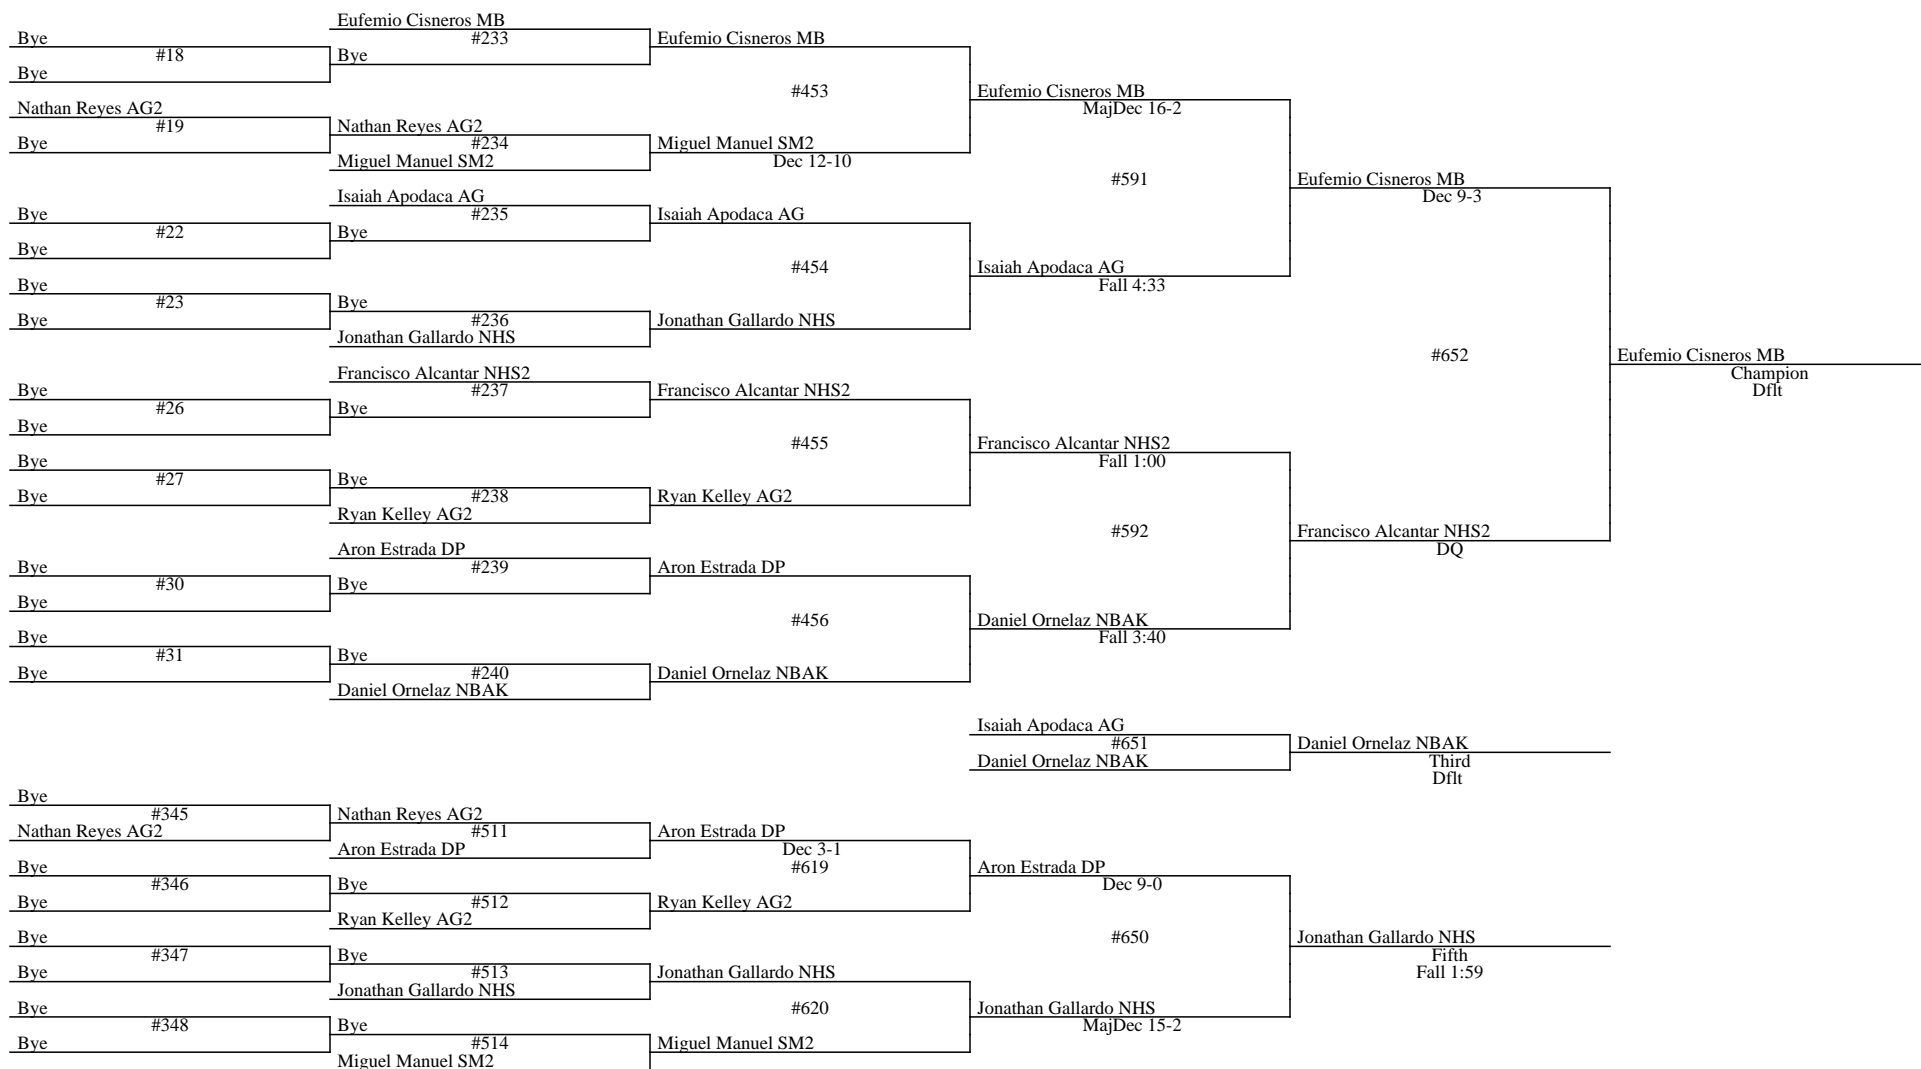 Eufemio Cisneros MB
Bye
#233
Eufemio Cisneros MB
#18
Bye
Bye
#453
Eufemio Cisneros MB
Nathan Reyes AG2
MajDec 16-2
#19
Nathan Reyes AG2
Bye
#234
Miguel Manuel SM2
Miguel Manuel SM2
Dec 12-10
#591
Eufemio Cisneros MB
Isaiah Apodaca AG
Dec 9-3
Bye
#235
Isaiah Apodaca AG
#22
Bye
Bye
#454
Isaiah Apodaca AG
Bye
Fall 4:33
#23
Bye
Bye
#236
Jonathan Gallardo NHS
Jonathan Gallardo NHS
#652
Eufemio Cisneros MB
Francisco Alcantar NHS2
Champion
Bye
#237
Francisco Alcantar NHS2
Dflt
#26
Bye
Bye
#455
Francisco Alcantar NHS2
Bye
Fall 1:00
#27
Bye
Bye
#238
Ryan Kelley AG2
Ryan Kelley AG2
#592
Francisco Alcantar NHS2
Aron Estrada DP
DQ
Bye
#239
Aron Estrada DP
#30
Bye
Bye
#456
Daniel Ornelaz NBAK
Bye
Fall 3:40
#31
Bye
Bye
#240
Daniel Ornelaz NBAK
Daniel Ornelaz NBAK
Isaiah Apodaca AG
#651
Daniel Ornelaz NBAK
Daniel Ornelaz NBAK
Third
Dflt
Bye
#345
Nathan Reyes AG2
Nathan Reyes AG2
#511
Aron Estrada DP
Aron Estrada DP
Dec 3-1
Bye
#619
Aron Estrada DP
#346
Bye
Dec 9-0
Bye
#512
Ryan Kelley AG2
Ryan Kelley AG2
Bye
#650
Jonathan Gallardo NHS
#347
Bye
Fifth
Bye
#513
Jonathan Gallardo NHS
Fall 1:59
Jonathan Gallardo NHS
Bye
#620
Jonathan Gallardo NHS
#348
Bye
MajDec 15-2
Bye
#514
Miguel Manuel SM2
Miguel Manuel SM2